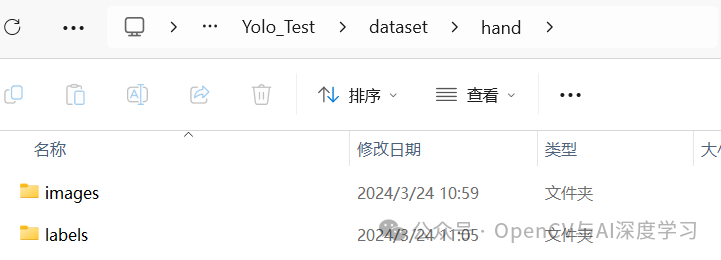 Yolo_Test > dataset > hand >
排序 查看
名称 修改日期 类型 大小
images 2024/3/24 10:59 文件夹
labels 2024/3/24 11:05 文件夹
公众号 · OpenCV与AI深度学习